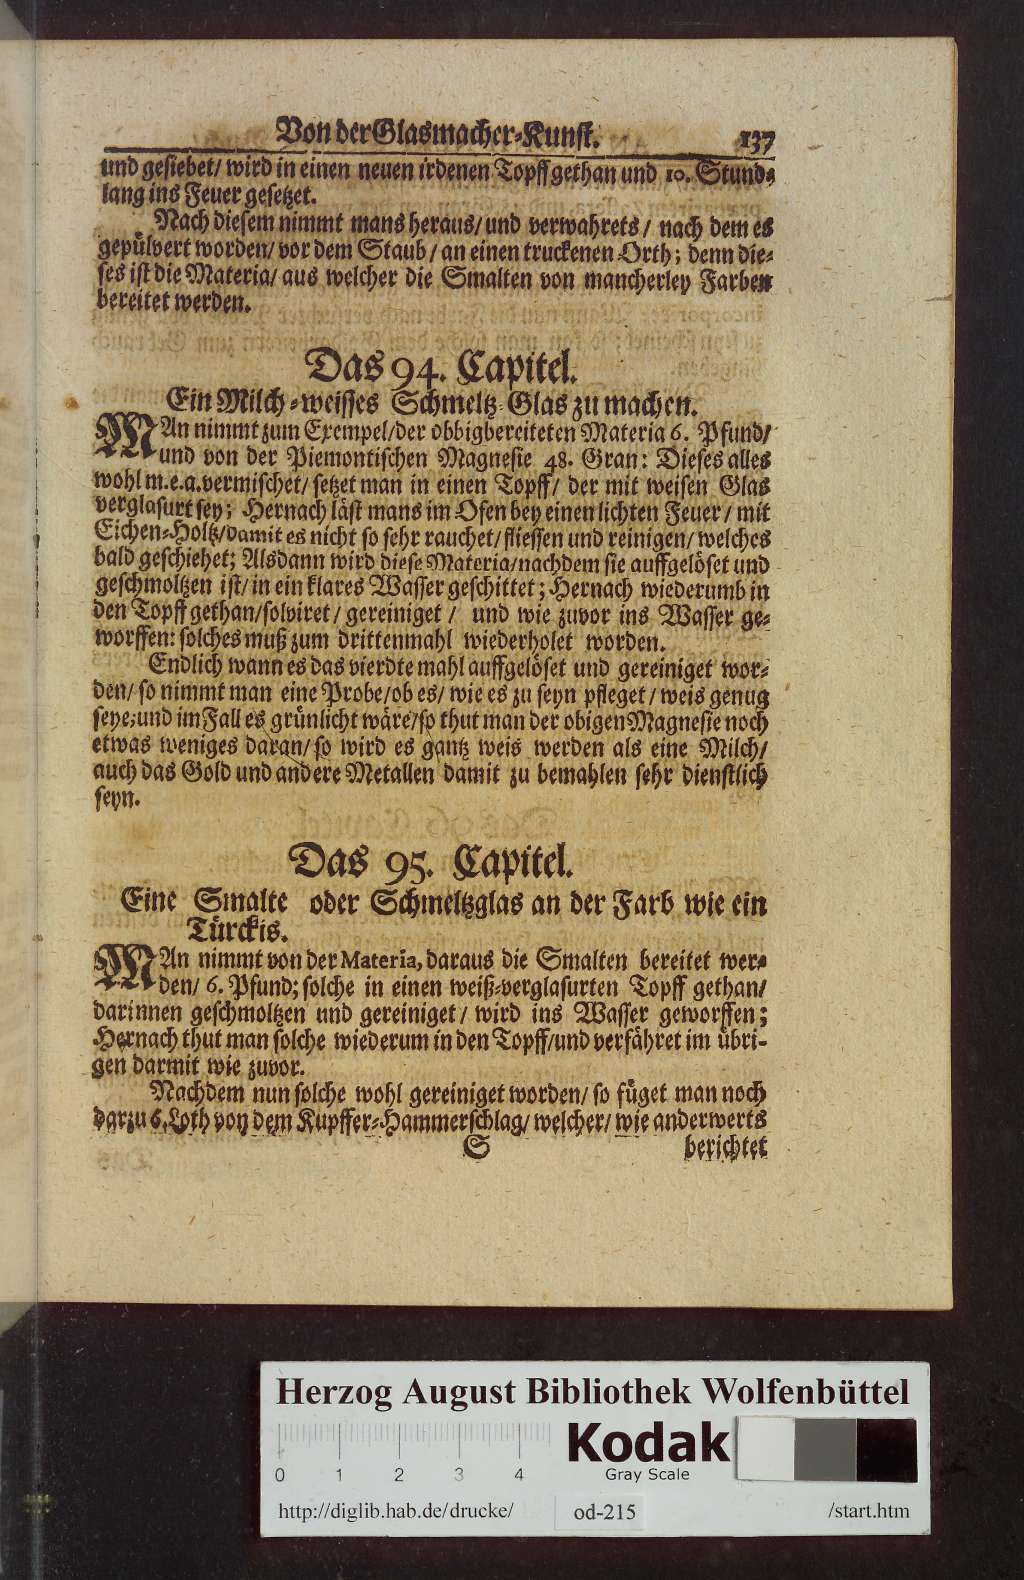 Von der Glasmacher-Kunst. 137
und gesiebet/ wird in einen neuen irdenen Topff gethan und 10. Stund-
lang ins Feuer gesetzet.
Nach diesem nimmt mans heraus/ und verwahrets/ nach dem es
gepülvert worden/ vor dem Staub/ an einen truckenen Orth; denn die-
ses ist die Materia/ aus welcher die Smalten von mancherley Farben
bereitet werden.
Das 94. Capitel.
Ein Milch-weisses Schmeltz-Glas zu machen.
MAn nimmt zum Exempel/ der obbigbereiteten Materia 6. Pfund/
und von der Piemontischen Magnesie 48. Gran: Dieses alles
wohl m.e.a. vermischet/ setzet man in einen Topff/ der mit weisen Glas
verglasurt sey; Hernach läst mans im Ofen bey einen lichten Feuer/ mit
Eichen-Holtz/ damit es nicht so sehr rauchet/ fliessen und reinigen/ welches
bald geschiehet; Alsdann wird diese Materia/ nachdem sie auffgelöset und
geschmoltzen ist/ in ein klares Wasser geschittet; Hernach wiederumb in
den Topff gethan/ solviret/ gereiniget/ und wie zuvor ins Wasser ge-
worffen: solches muß zum drittenmahl wiederholet worden.
Endlich wann es das vierdte mahl auffgelöset und gereiniget wor-
den/ so nimmt man eine Probe/ ob es/ wie es zu seyn pfleget/ weis genug
seye; und im Fall es grünlicht wäre/ so thut man der obigen Magnesie noch
etwas weniges daran/ so wird es gantz weis werden als eine Milch/
auch das Gold und andere Metallen damit zu bemahlen sehr dienstlich
seyn.
Das 95. Capitel.
Eine Smalte oder Schmeltzglas an der Farb wie ein
Türckis.
MAn nimmt von der Materia, daraus die Smalten bereitet wer-
den/ 6. Pfund; solche in einen weiß-verglasurten Topff gethan/
darinnen geschmoltzen und gereiniget/ wird ins Wasser geworffen;
Hernach thut man solche wiederum in den Topff/ und verfähret im übri-
gen darmit wie zuvor.
Nachdem nun solche wohl gereiniget worden/ so füget man noch
darzu 6. Loth von dem Kupffer-Hammerschlag/ welcher/ wie anderwerts
S berichtet
Herzog August Bibliothek Wolfenbüttel
Kodak
Gray Scale
0 1 2 3 4
http://diglib.hab.de/drucke/ od-215 /start.htm